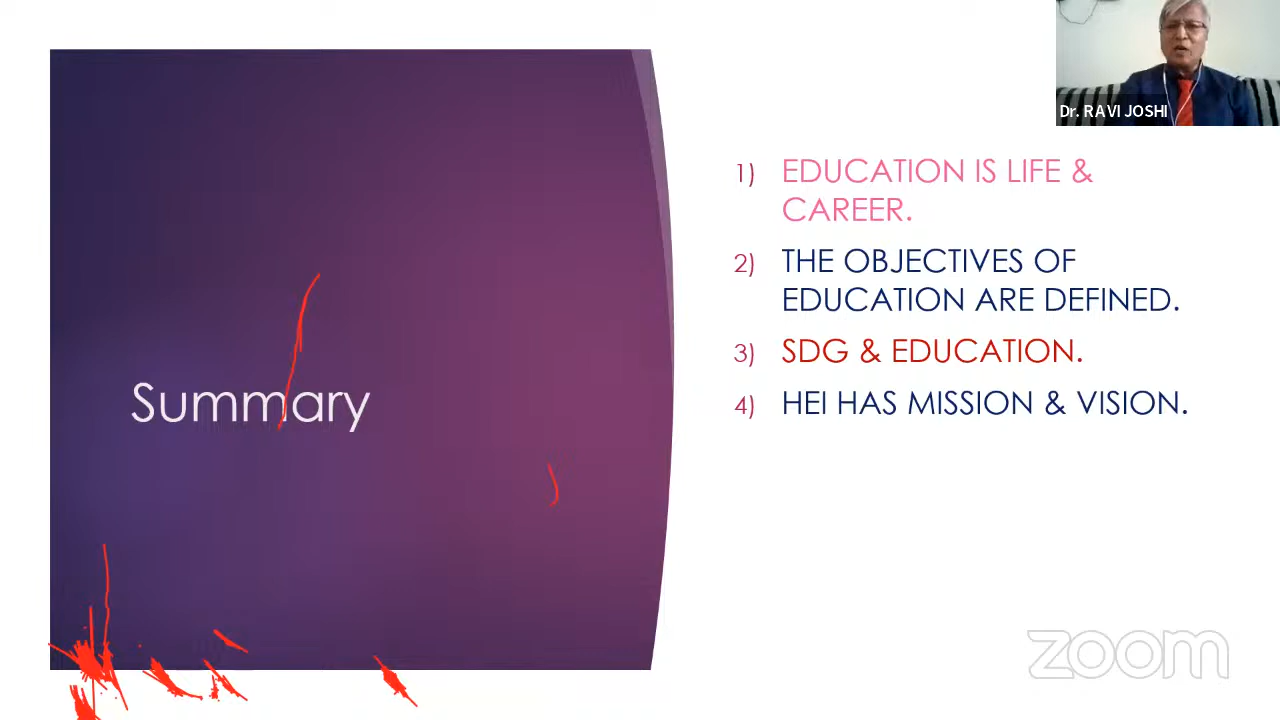 Dr. RAVI JOSHI
Summary
1) EDUCATION IS LIFE &
CAREER.
2) THE OBJECTIVES OF
EDUCATION ARE DEFINED.
3) SDG & EDUCATION.
4) HEI HAS MISSION & VISION.
zoom